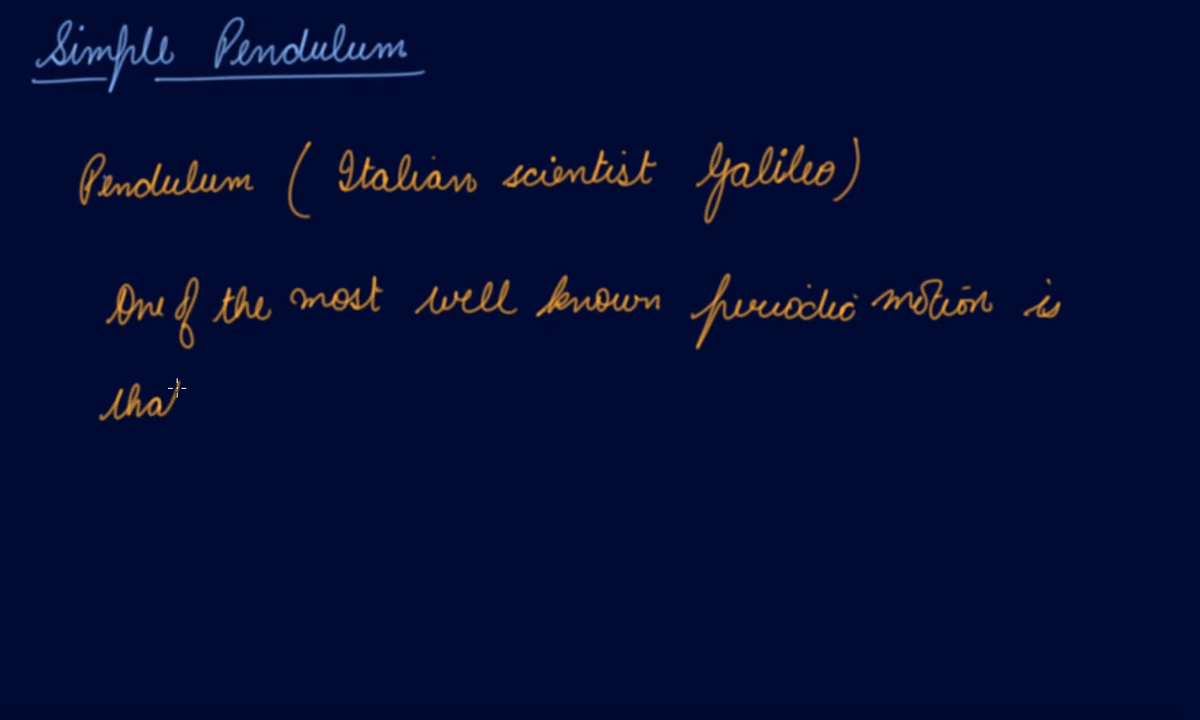 Simple Pendulum
Pendulum ( Italian scientist Galileo)
One of the most well known periodic motion is
that